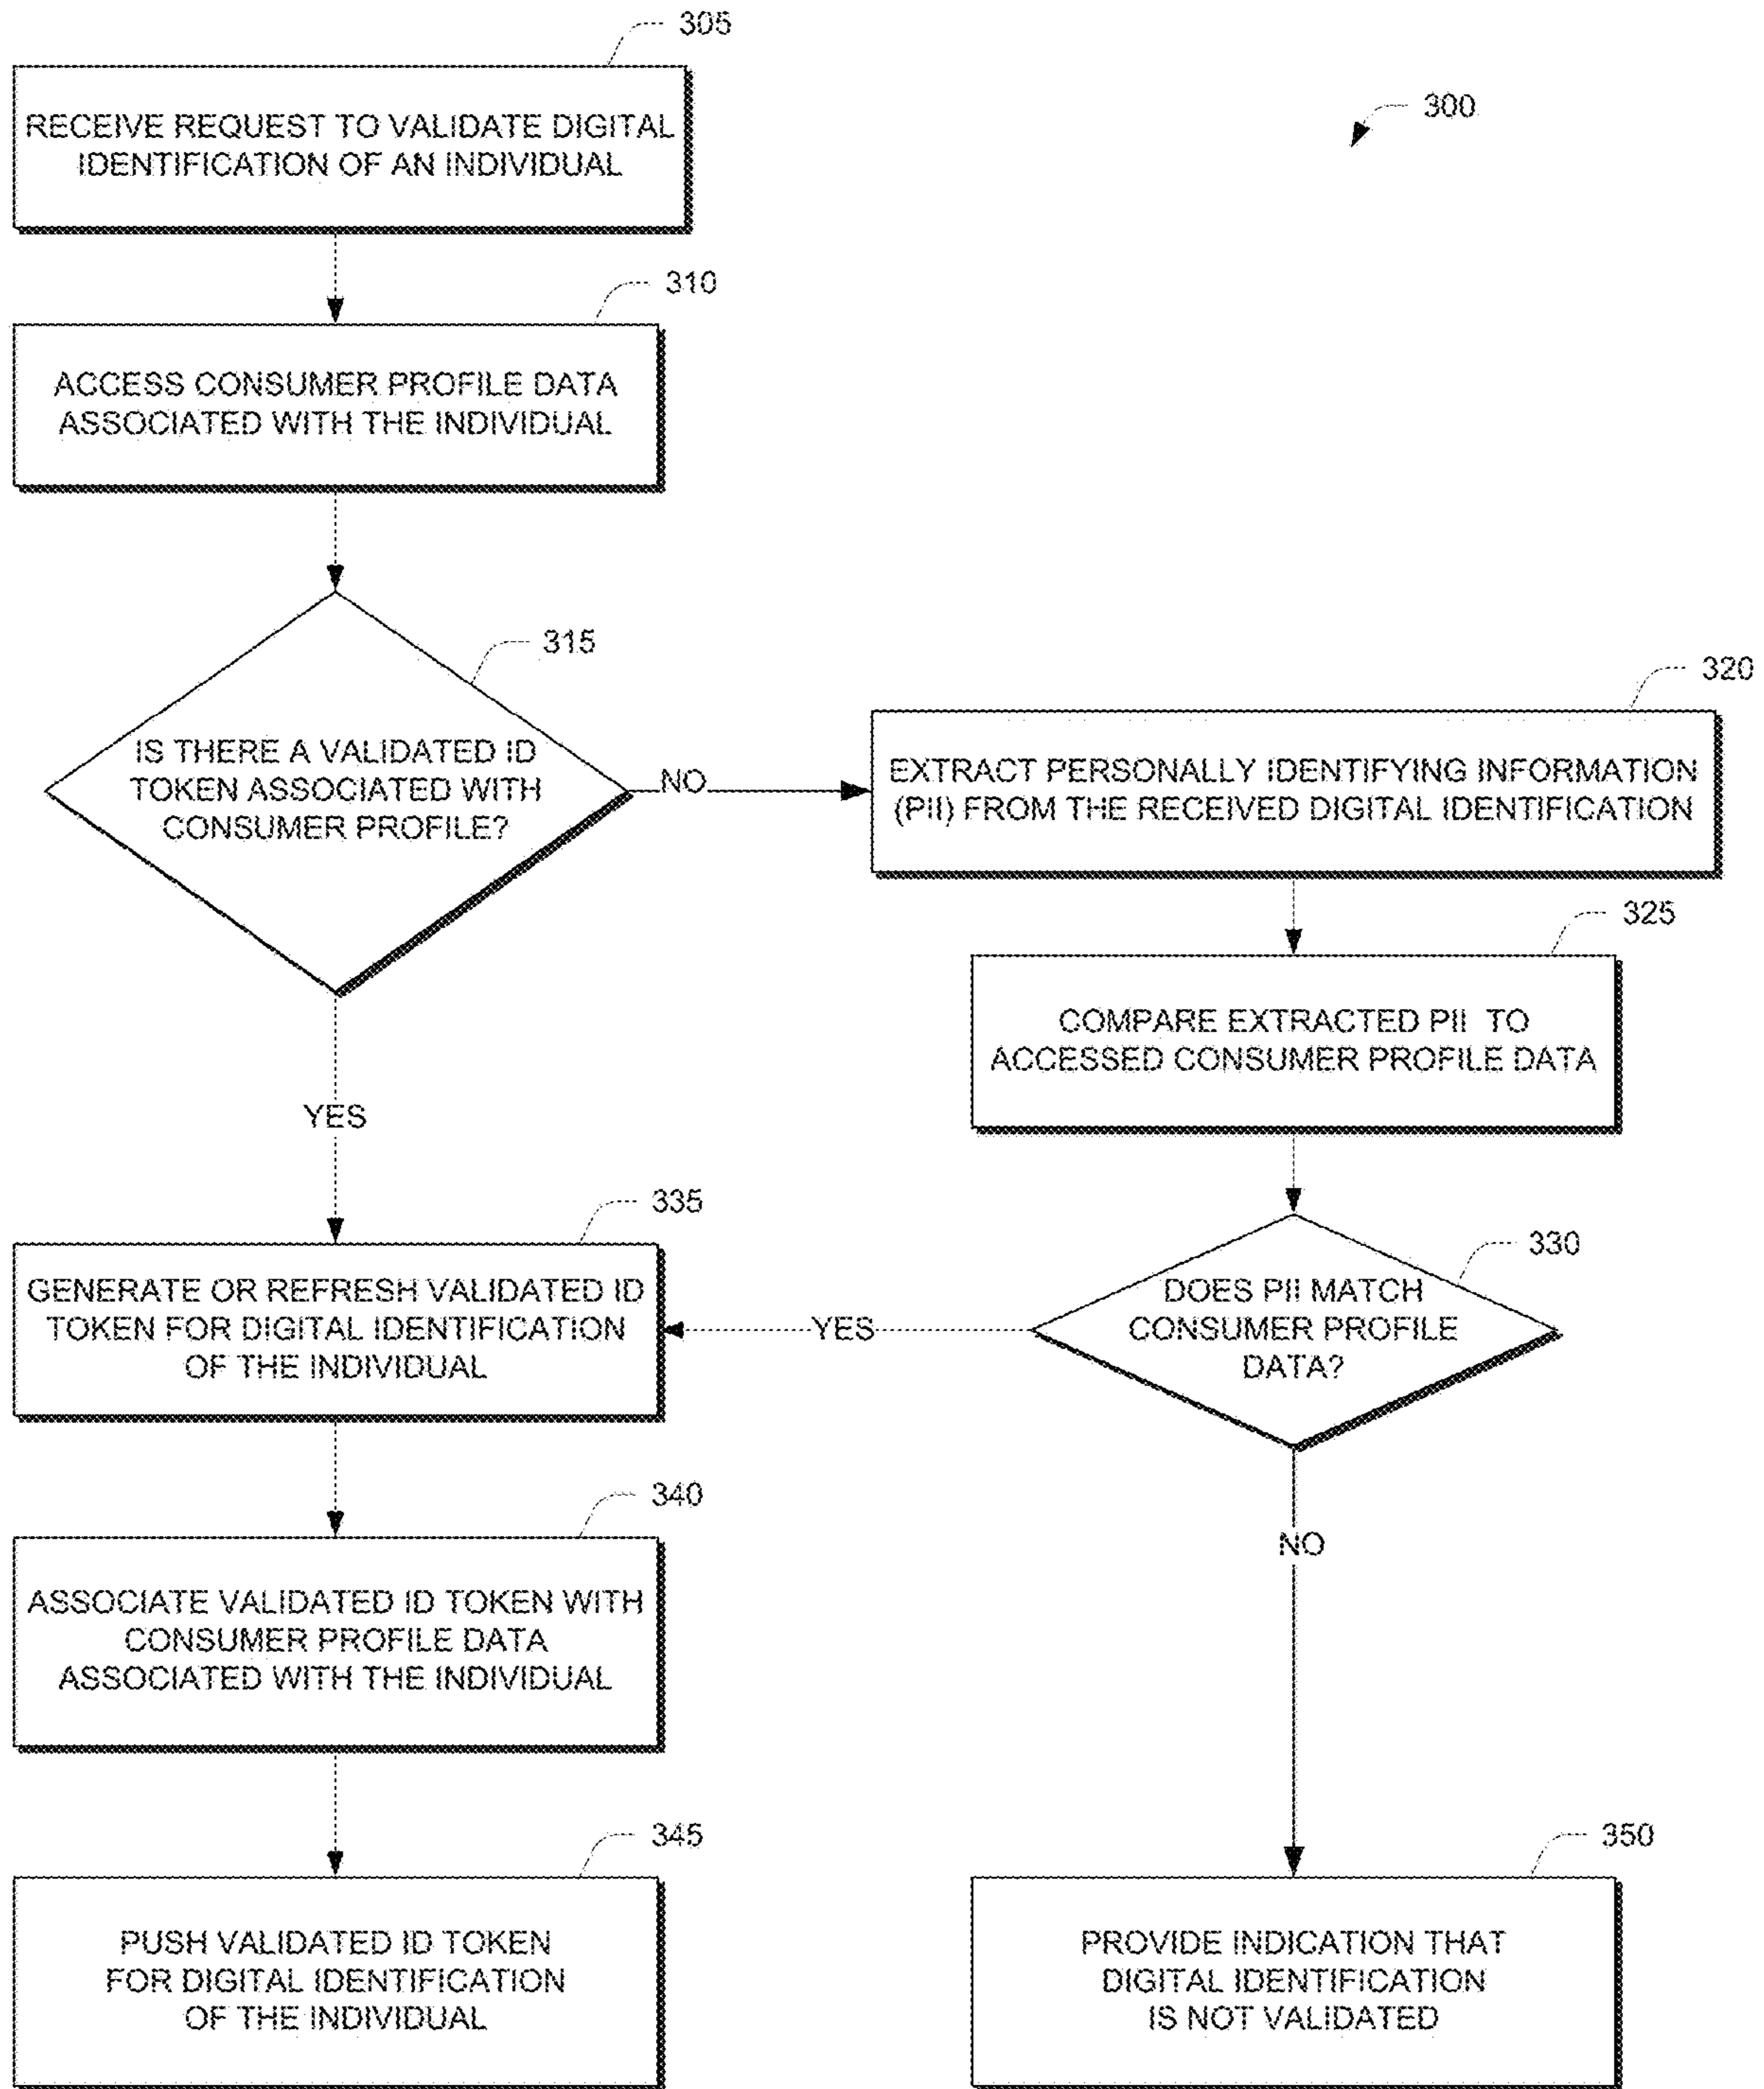 305
300
RECEIVE REQUEST TO VALIDATE DIGITAL
IDENTIFICATION OF AN INDIVIDUAL
310
ACCESS CONSUMER PROFILE DATA
ASSOCIATED WITH THE INDIVIDUAL
315
IS THERE A VALIDATED ID
TOKEN ASSOCIATED WITH
CONSUMER PROFILE?
NO
320
EXTRACT PERSONALLY IDENTIFYING INFORMATION
(PII) FROM THE RECEIVED DIGITAL IDENTIFICATION
325
COMPARE EXTRACTED PII TO
ACCESSED CONSUMER PROFILE DATA
YES
330
DOES PII MATCH
CONSUMER PROFILE
DATA?
YES
335
GENERATE OR REFRESH VALIDATED ID
TOKEN FOR DIGITAL IDENTIFICATION
OF THE INDIVIDUAL
NO
340
ASSOCIATE VALIDATED ID TOKEN WITH
CONSUMER PROFILE DATA
ASSOCIATED WITH THE INDIVIDUAL
345
PUSH VALIDATED ID TOKEN
FOR DIGITAL IDENTIFICATION
OF THE INDIVIDUAL
350
PROVIDE INDICATION THAT
DIGITAL IDENTIFICATION
IS NOT VALIDATED